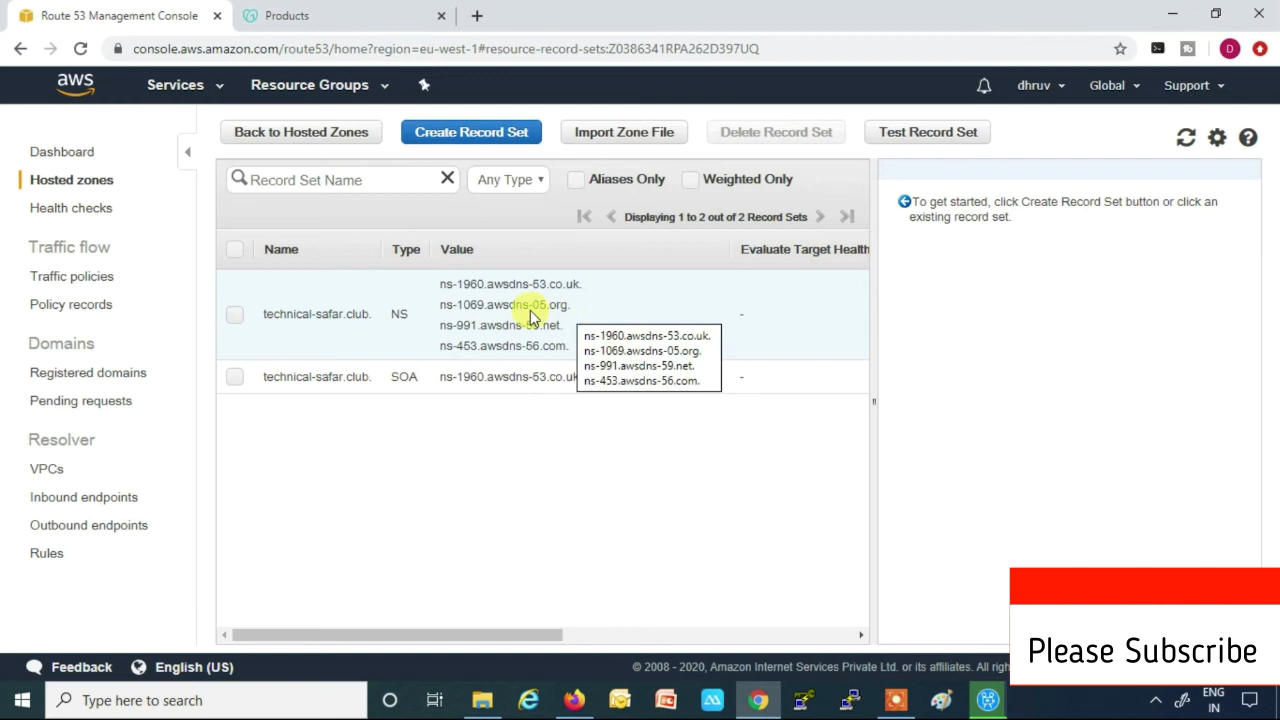 Route 53 Management Console
Products
console.aws.amazon.com/route53/home?region=eu-west-1#resource-record-sets:Z0386341RPA262D397UQ
D
aws
Services
Resource Groups
dhruv
Global
Support
Dashboard
Hosted zones
Health checks
Traffic flow
Traffic policies
Policy records
Domains
Registered domains
Pending requests
Resolver
VPCs
Inbound endpoints
Outbound endpoints
Rules
Back to Hosted Zones
Create Record Set
Import Zone File
Delete Record Set
Test Record Set
Record Set Name
Any Type
Aliases Only
Weighted Only
Displaying 1 to 2 out of 2 Record Sets
Name
Type
Value
Evaluate Target Health
technical-safar.club.
NS
ns-1960.awsdns-53.co.uk.
ns-1069.awsdns-05.org.
ns-991.awsdns-59.net.
ns-453.awsdns-56.com.
-
ns-1960.awsdns-53.co.uk.
ns-1069.awsdns-05.org.
ns-991.awsdns-59.net.
ns-453.awsdns-56.com.
technical-safar.club.
SOA
ns-1960.awsdns-53.co.uk
-
To get started, click Create Record Set button or click an
existing record set.
Please Subscribe
Feedback
English (US)
© 2008 - 2020, Amazon Internet Services Private Ltd. or its affiliates. All righ
Type here to search
ENG
IN